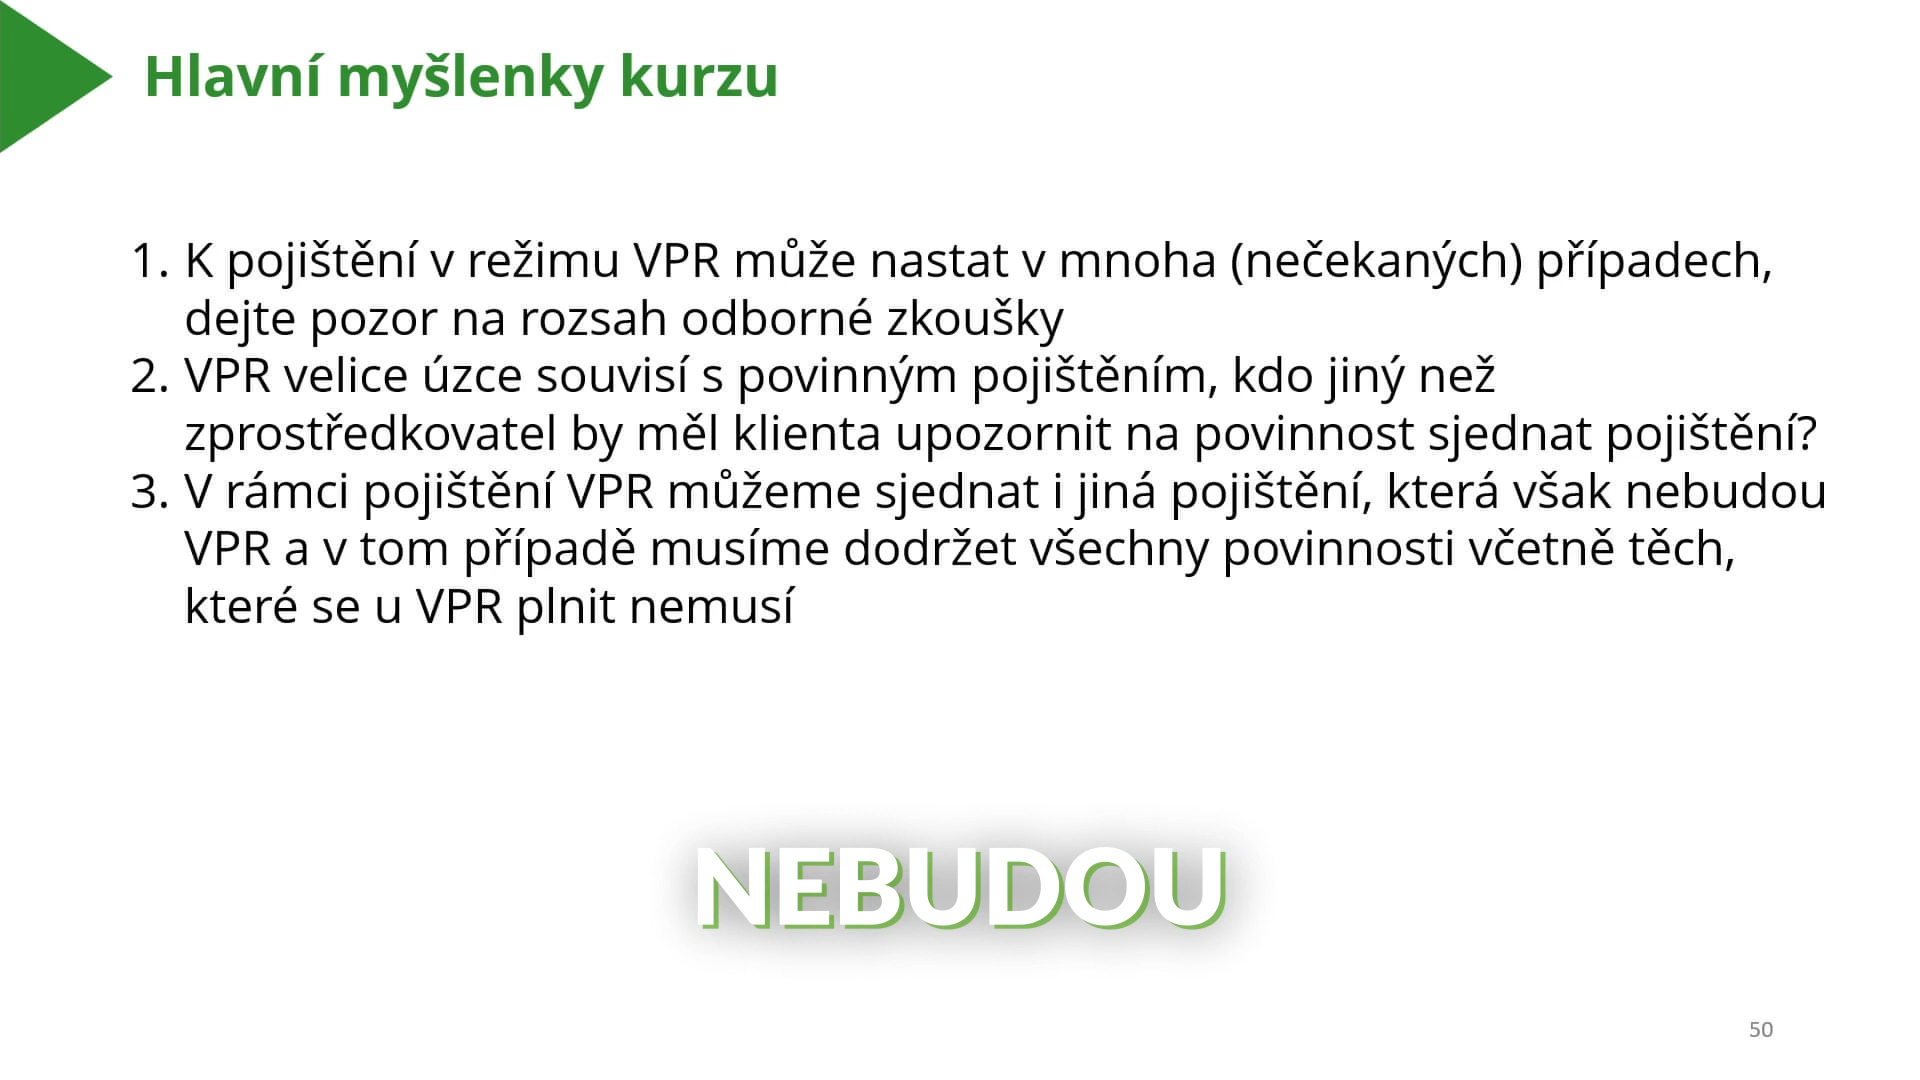 Hlavní myšlenky kurzu
1. K pojištění v režimu VPR může nastat v mnoha (nečekaných) případech,
dejte pozor na rozsah odborné zkoušky
2. VPR velice úzce souvisí s povinným pojištěním, kdo jiný než
zprostředkovatel by měl klienta upozornit na povinnost sjednat pojištění?
3. V rámci pojištění VPR můžeme sjednat i jiná pojištění, která však nebudou
VPR a v tom případě musíme dodržet všechny povinnosti včetně těch,
které se u VPR plnit nemusí
NEBUDOU
50